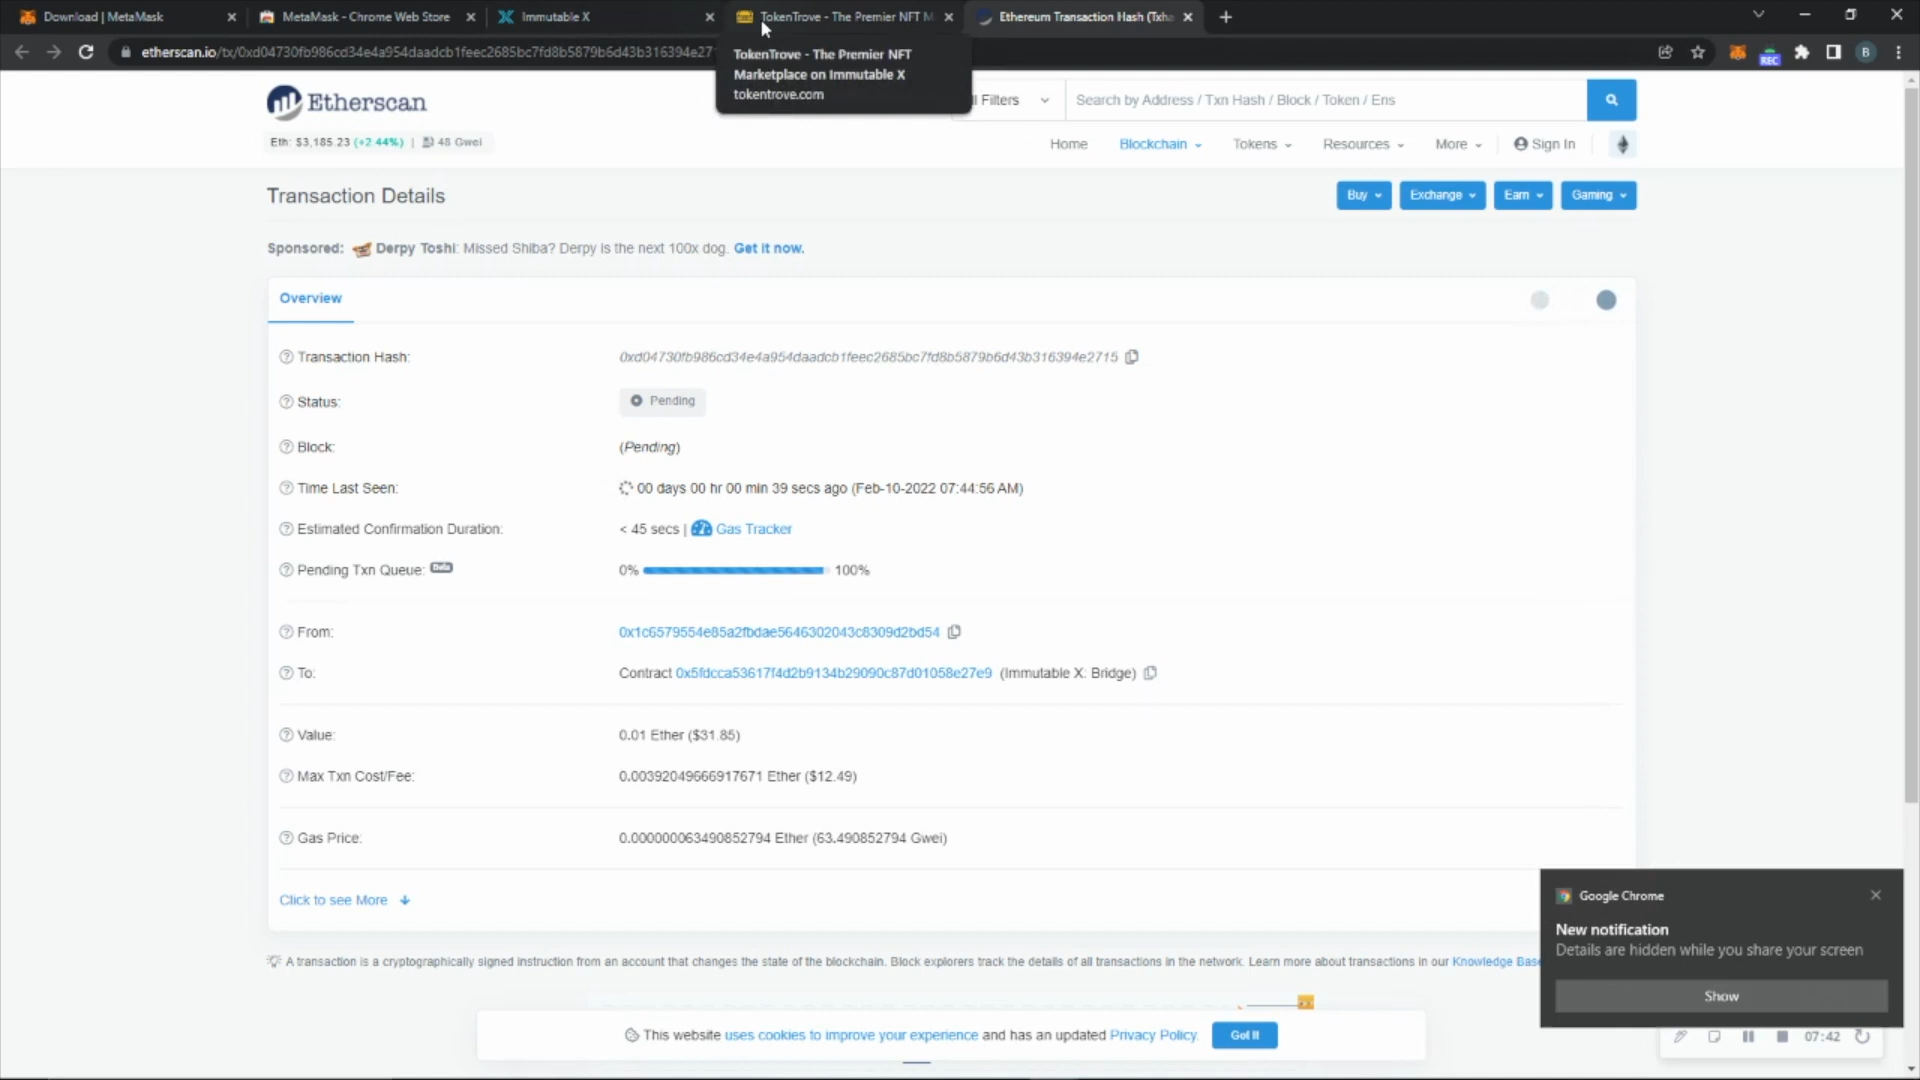 Download | MetaMask
MetaMask - Chrome Web Store
Immutable X
TokenTrove - The Premier NFT M
Ethereum Transaction Hash (Txha
etherscan.io/tx/0xd04730fb986cd34e4a954daadcb1feec2685bc7fd8b5879b6d43b316394e271
REC
B
TokenTrove - The Premier NFT
Marketplace on Immutable X
tokentrove.com
Etherscan
ll Filters
Search by Address / Txn Hash / Block / Token / Ens
Eth: $3,185.23 (+2.44%) | 48 Gwei
Home
Blockchain
Tokens
Resources
More
Sign In
Transaction Details
Buy
Exchange
Earn
Gaming
Sponsored: Derpy Toshi: Missed Shiba? Derpy is the next 100x dog. Get it now.
Overview
Transaction Hash: 0xd04730fb986cd34e4a954daadcb1feec2685bc7fd8b5879b6d43b316394e2715
Status: Pending
Block: (Pending)
Time Last Seen: 00 days 00 hr 00 min 39 secs ago (Feb-10-2022 07:44:56 AM)
Estimated Confirmation Duration: < 45 secs | Gas Tracker
Pending Txn Queue: Beta 0% 100%
From: 0x1c6579554e85a2fbdae5646302043c8309d2bd54
To: Contract 0x5fdcca53617f4d2b9134b29090c87d01058e27e9 (Immutable X: Bridge)
Value: 0.01 Ether ($31.85)
Max Txn Cost/Fee: 0.00392049666917671 Ether ($12.49)
Gas Price: 0.000000063490852794 Ether (63.490852794 Gwei)
Click to see More
Google Chrome
New notification
Details are hidden while you share your screen
Show
A transaction is a cryptographically signed instruction from an account that changes the state of the blockchain. Block explorers track the details of all transactions in the network. Learn more about transactions in our Knowledge Base
This website uses cookies to improve your experience and has an updated Privacy Policy.
Got It
07:42